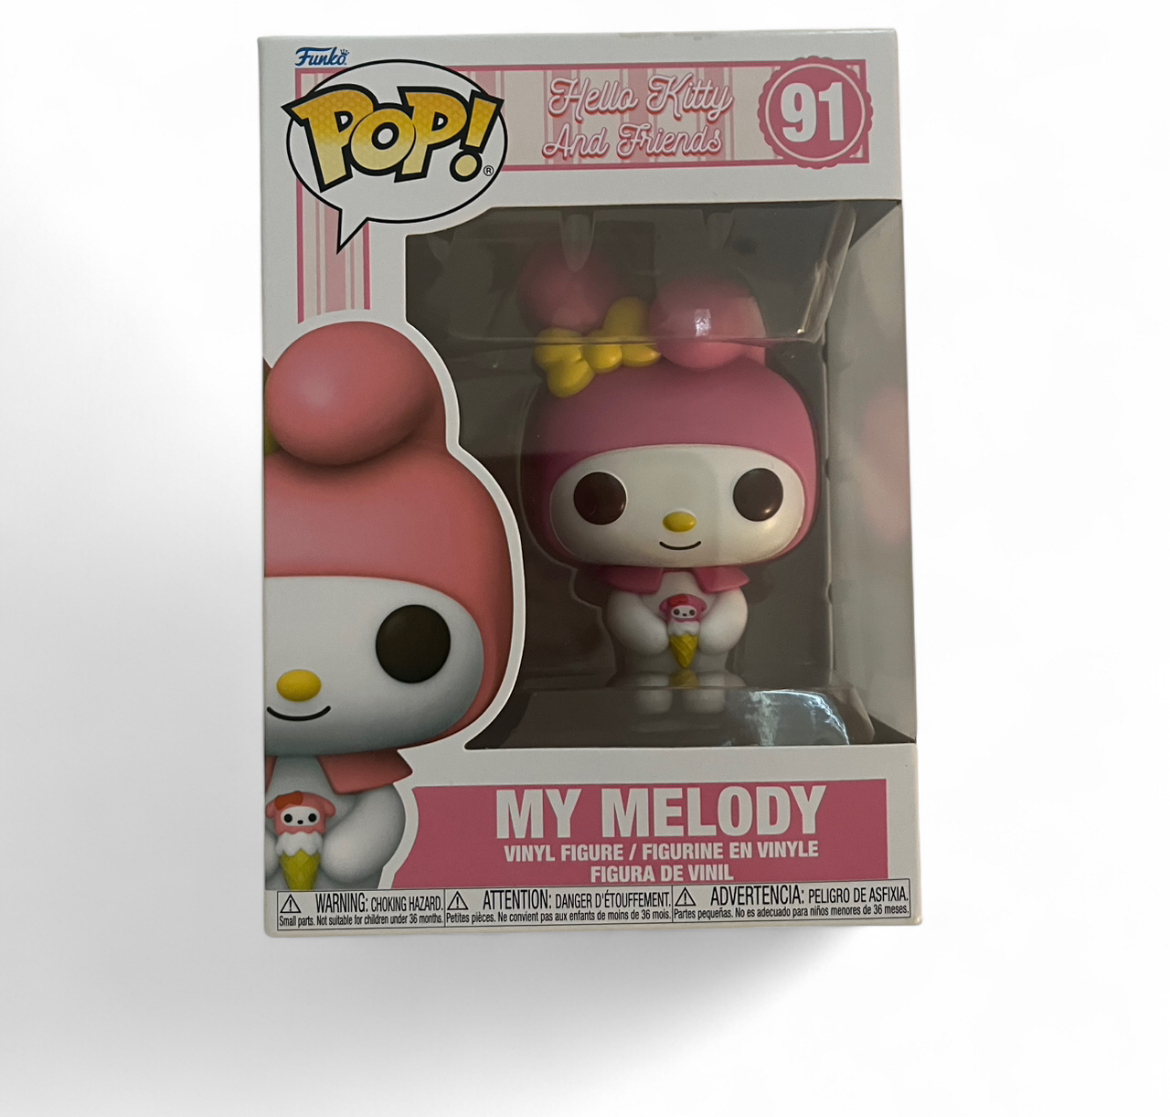 Funko
POP!®
Hello Kitty
And Friends
91
MY MELODY
VINYL FIGURE / FIGURINE EN VINYLE
FIGURA DE VINIL
WARNING: CHOKING HAZARD.
Small parts. Not suitable for children under 36 months.
ATTENTION: DANGER D'ÉTOUFFEMENT.
Petites pièces. Ne convient pas aux enfants de moins de 36 mois.
ADVERTENCIA: PELIGRO DE ASFIXIA.
Partes pequeñas. No es adecuado para niños menores de 36 meses.